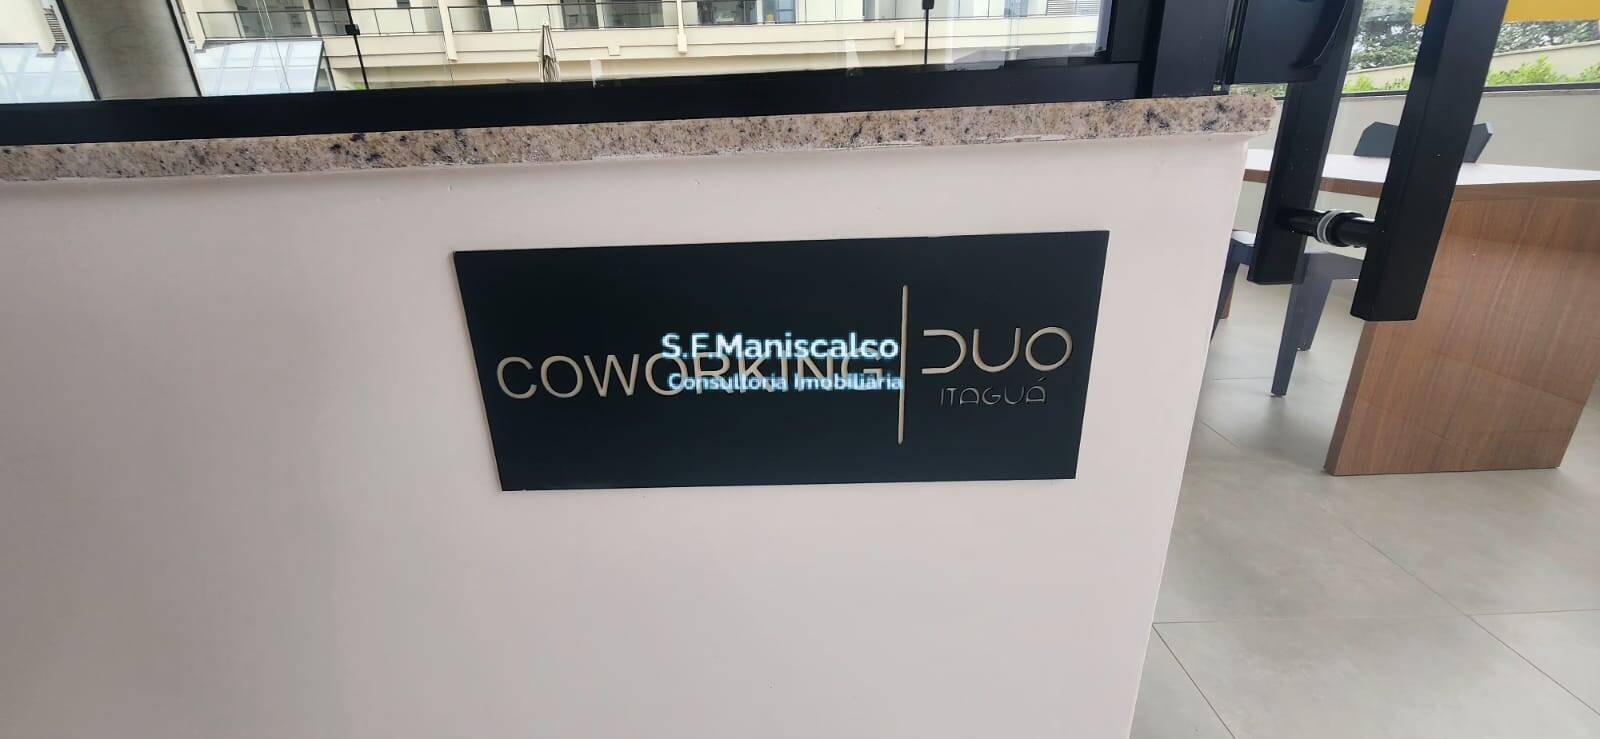 S.F.Maniscalco
Consultoria Imobiliária
COWORKING
DUO
ITAGUÁ